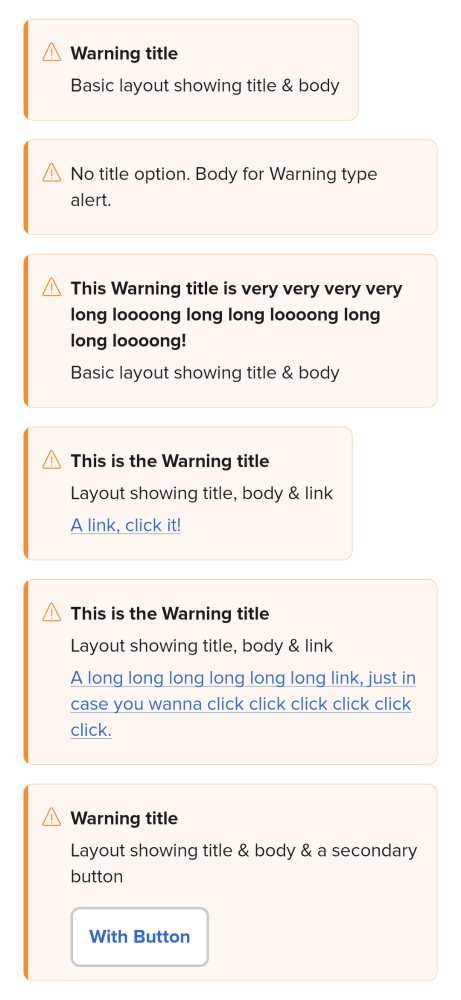 Warning title
Basic layout showing title & body
No title option. Body for Warning type
alert.
This Warning title is very very very very
long loooong long long loooong long
long loooong!
Basic layout showing title & body
This is the Warning title
Layout showing title, body & link
A link, click it!
This is the Warning title
Layout showing title, body & link
A long long long long long long link, just in
case you wanna click click click click click
click.
Warning title
Layout showing title & body & a secondary
button
With Button